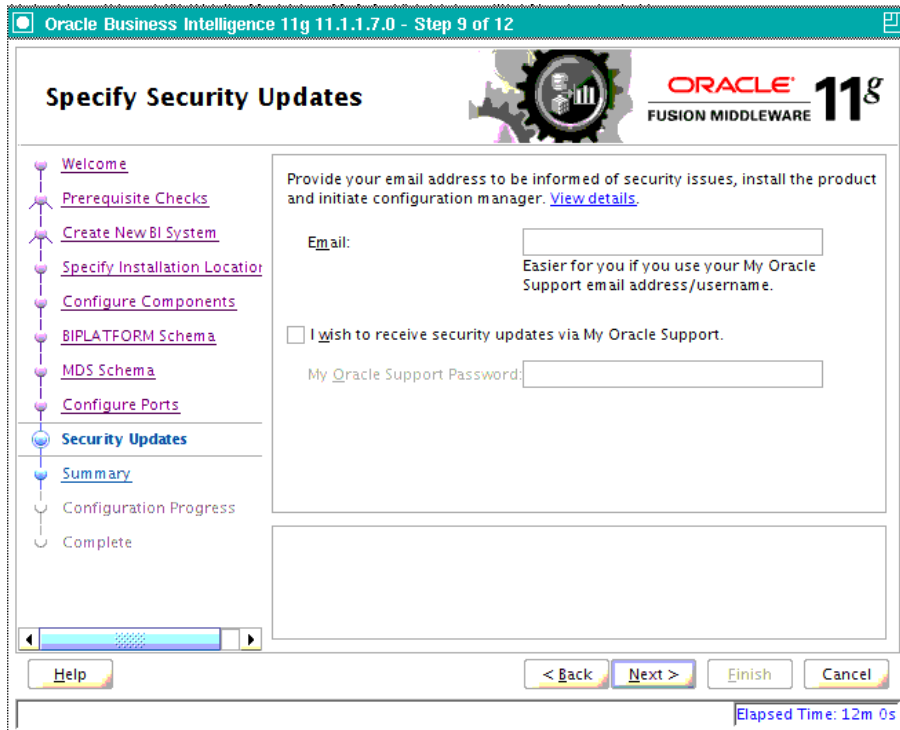 Oracle Business Intelligence 11g 11.1.1.7.0 - Step 9 of 12
Specify Security Updates
ORACLE
FUSION MIDDLEWARE
11g
Welcome
Prerequisite Checks
Create New BI System
Specify Installation Location
Configure Components
BIPLATFORM Schema
MDS Schema
Configure Ports
Security Updates
Summary
Configuration Progress
Complete
Provide your email address to be informed of security issues, install the product
and initiate configuration manager. View details.
Email:
Easier for you if you use your My Oracle
Support email address/username.
I wish to receive security updates via My Oracle Support.
My Oracle Support Password:
Help
< Back
Next >
Finish
Cancel
Elapsed Time: 12m 0s